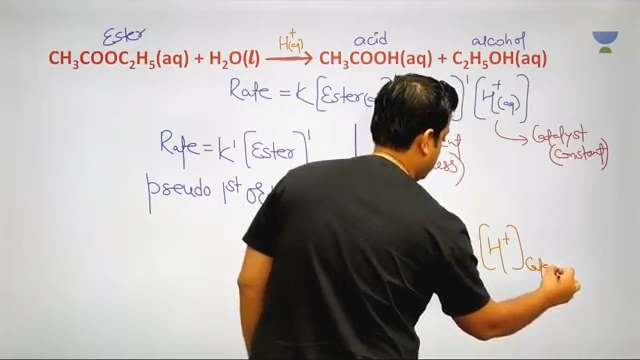 Ester H⁺(aq) acid alcohol
CH₃COOC₂H₅(aq) + H₂O(l) ⟶ CH₃COOH(aq) + C₂H₅OH(aq)
Rate = K [Ester(a ]¹ [H⁺(aq)]
Catalyst
(Constant)
Rate = K' [Ester]¹
pseudo 1st
[H⁺]